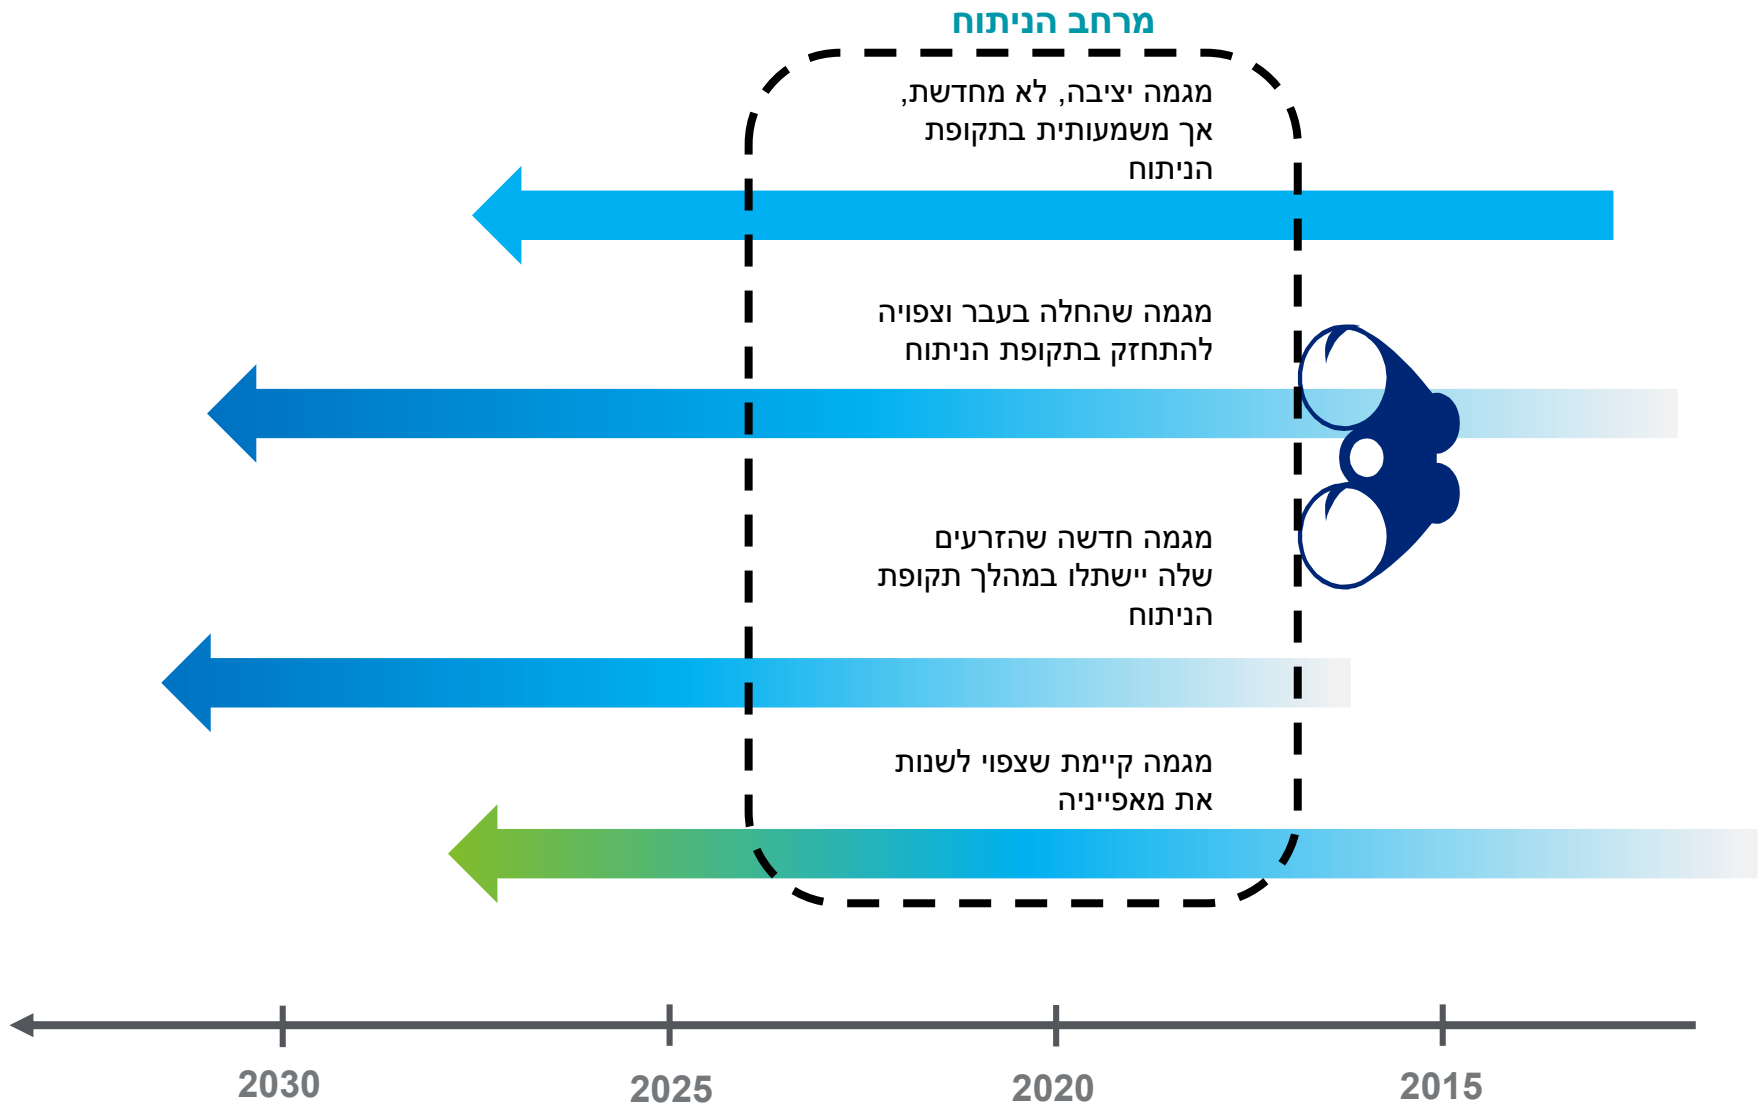 מרחב הניתוח
מגמה יציבה, לא מחדשת,
אך משמעותית בתקופת
הניתוח
מגמה שהחלה בעבר וצפויה
להתחזק בתקופת הניתוח
מגמה חדשה שהזרעים
שלה יישתלו במהלך תקופת
הניתוח
מגמה קיימת שצפוי לשנות
את מאפייניה
2015
2020
2025
2030